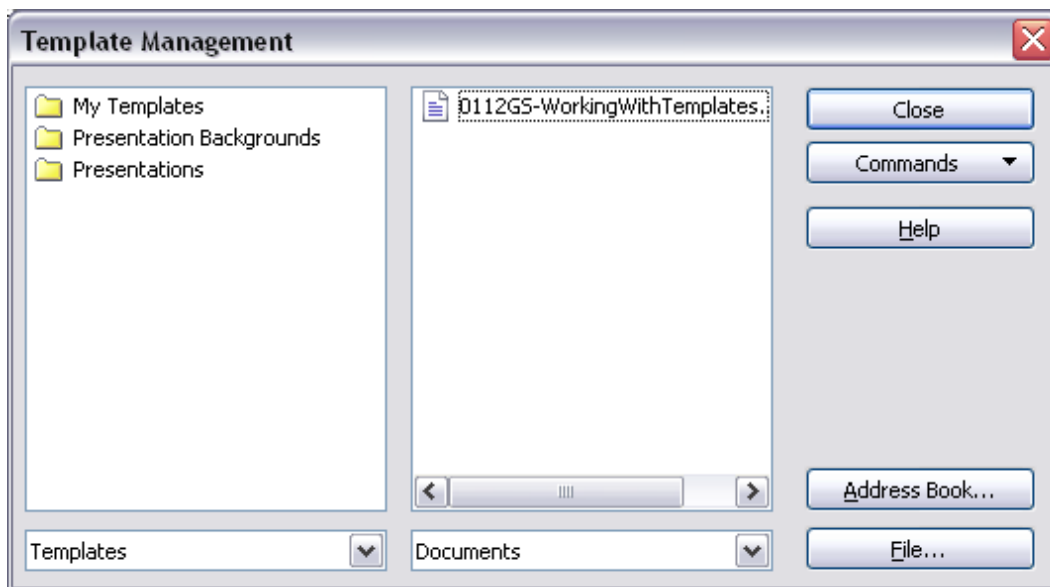 Template Management
My Templates
Presentation Backgrounds
Presentations
0112GS-WorkingWithTemplates.
Close
Commands
Help
Address Book...
Templates
Documents
File...